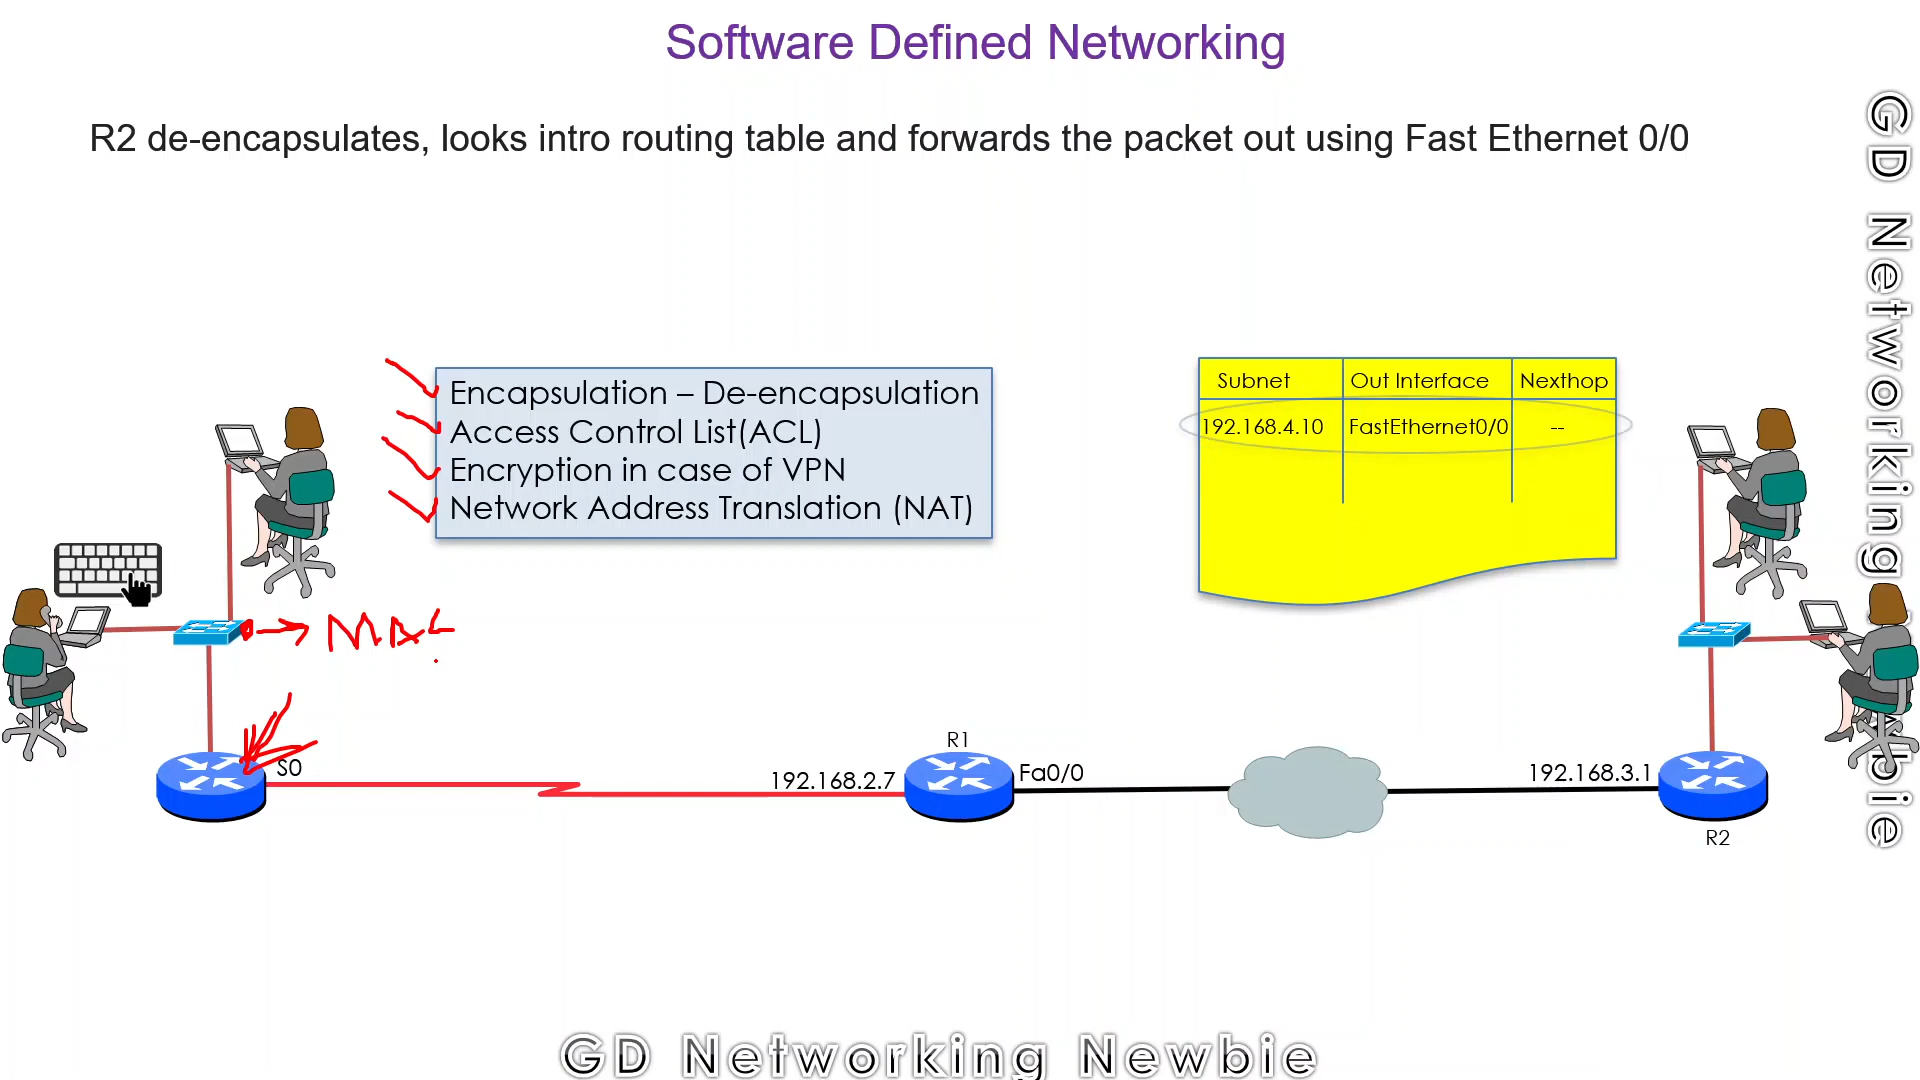 Software Defined Networking
R2 de-encapsulates, looks intro routing table and forwards the packet out using Fast Ethernet 0/0
GD Networking Newbie
Encapsulation – De-encapsulation
Access Control List(ACL)
Encryption in case of VPN
Network Address Translation (NAT)
Subnet Out Interface Nexthop
192.168.4.10 FastEthernet0/0 --
MAC
S0
192.168.2.7
R1
Fa0/0
192.168.3.1
R2
GD Networking Newbie